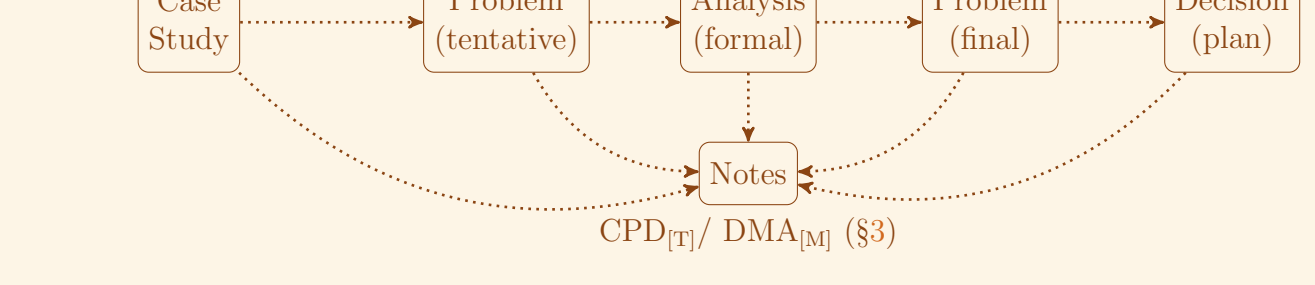 Case
Study
Problem
(tentative)
Analysis
(formal)
Problem
(final)
Decision
(plan)
Notes
CPD[T]/ DMA[M] (§3)